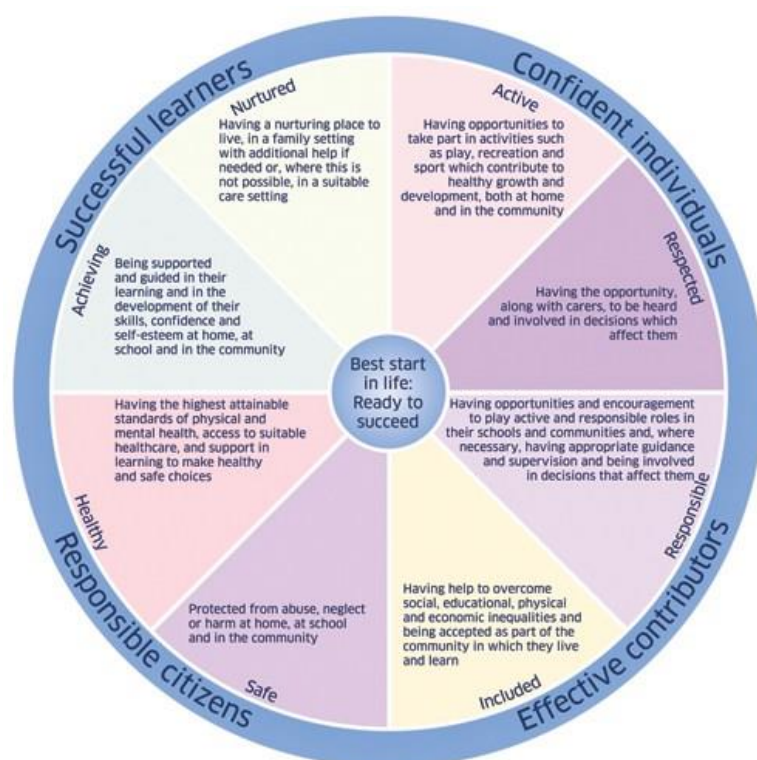 Successful learners
Confident individuals
Nurtured
Having a nurturing place to
live, in a family setting
with additional help if
needed or, where this is
not possible, in a suitable
care setting
Active
Having opportunities to
take part in activities such
as play, recreation and
sport which contribute to
healthy growth and
development, both at home
and in the community
Achieving
Being supported
and guided in their
learning and in the
development of their
skills, confidence and
self-esteem at home, at
school and in the community
Respected
Having the opportunity,
along with carers, to be heard
and involved in decisions which
affect them
Best start
in life:
Ready to
succeed
Healthy
Having the highest attainable
standards of physical and
mental health, access to suitable
healthcare, and support in
learning to make healthy
and safe choices
Responsible
Having opportunities and encouragement
to play active and responsible roles in
their schools and communities and, where
necessary, having appropriate guidance
and supervision and being involved
in decisions that affect them
Safe
Protected from abuse, neglect
or harm at home, at school
and in the community
Included
Having help to overcome
social, educational, physical
and economic inequalities and
being accepted as part of the
community in which they live
and learn
Responsible citizens
Effective contributors